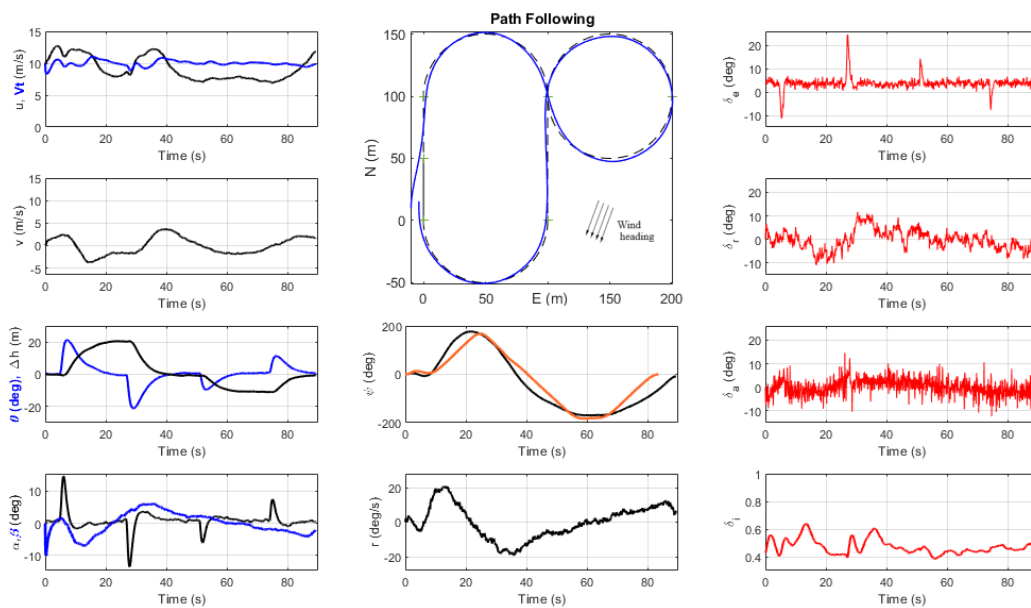 Path Following
15
10
5
0
u, Vt (m/s)
0 20 40 60 80
Time (s)
15
10
5
0
-5
v (m/s)
0 20 40 60 80
Time (s)
20
0
-20
θ (deg), Δh (m)
0 20 40 60 80
Time (s)
10
0
-10
α,β (deg)
0 20 40 60 80
Time (s)
150
100
50
0
-50
N (m)
Wind
heading
0 50 100 150 200
E (m)
200
0
-200
ψ (deg)
0 20 40 60 80
Time (s)
20
0
-20
r (deg/s)
0 20 40 60 80
Time (s)
20
10
0
-10
δe (deg)
0 20 40 60 80
Time (s)
20
10
0
-10
δr (deg)
0 20 40 60 80
Time (s)
20
10
0
-10
δa (deg)
0 20 40 60 80
Time (s)
1
0.8
0.6
0.4
δi
0 20 40 60 80
Time (s)